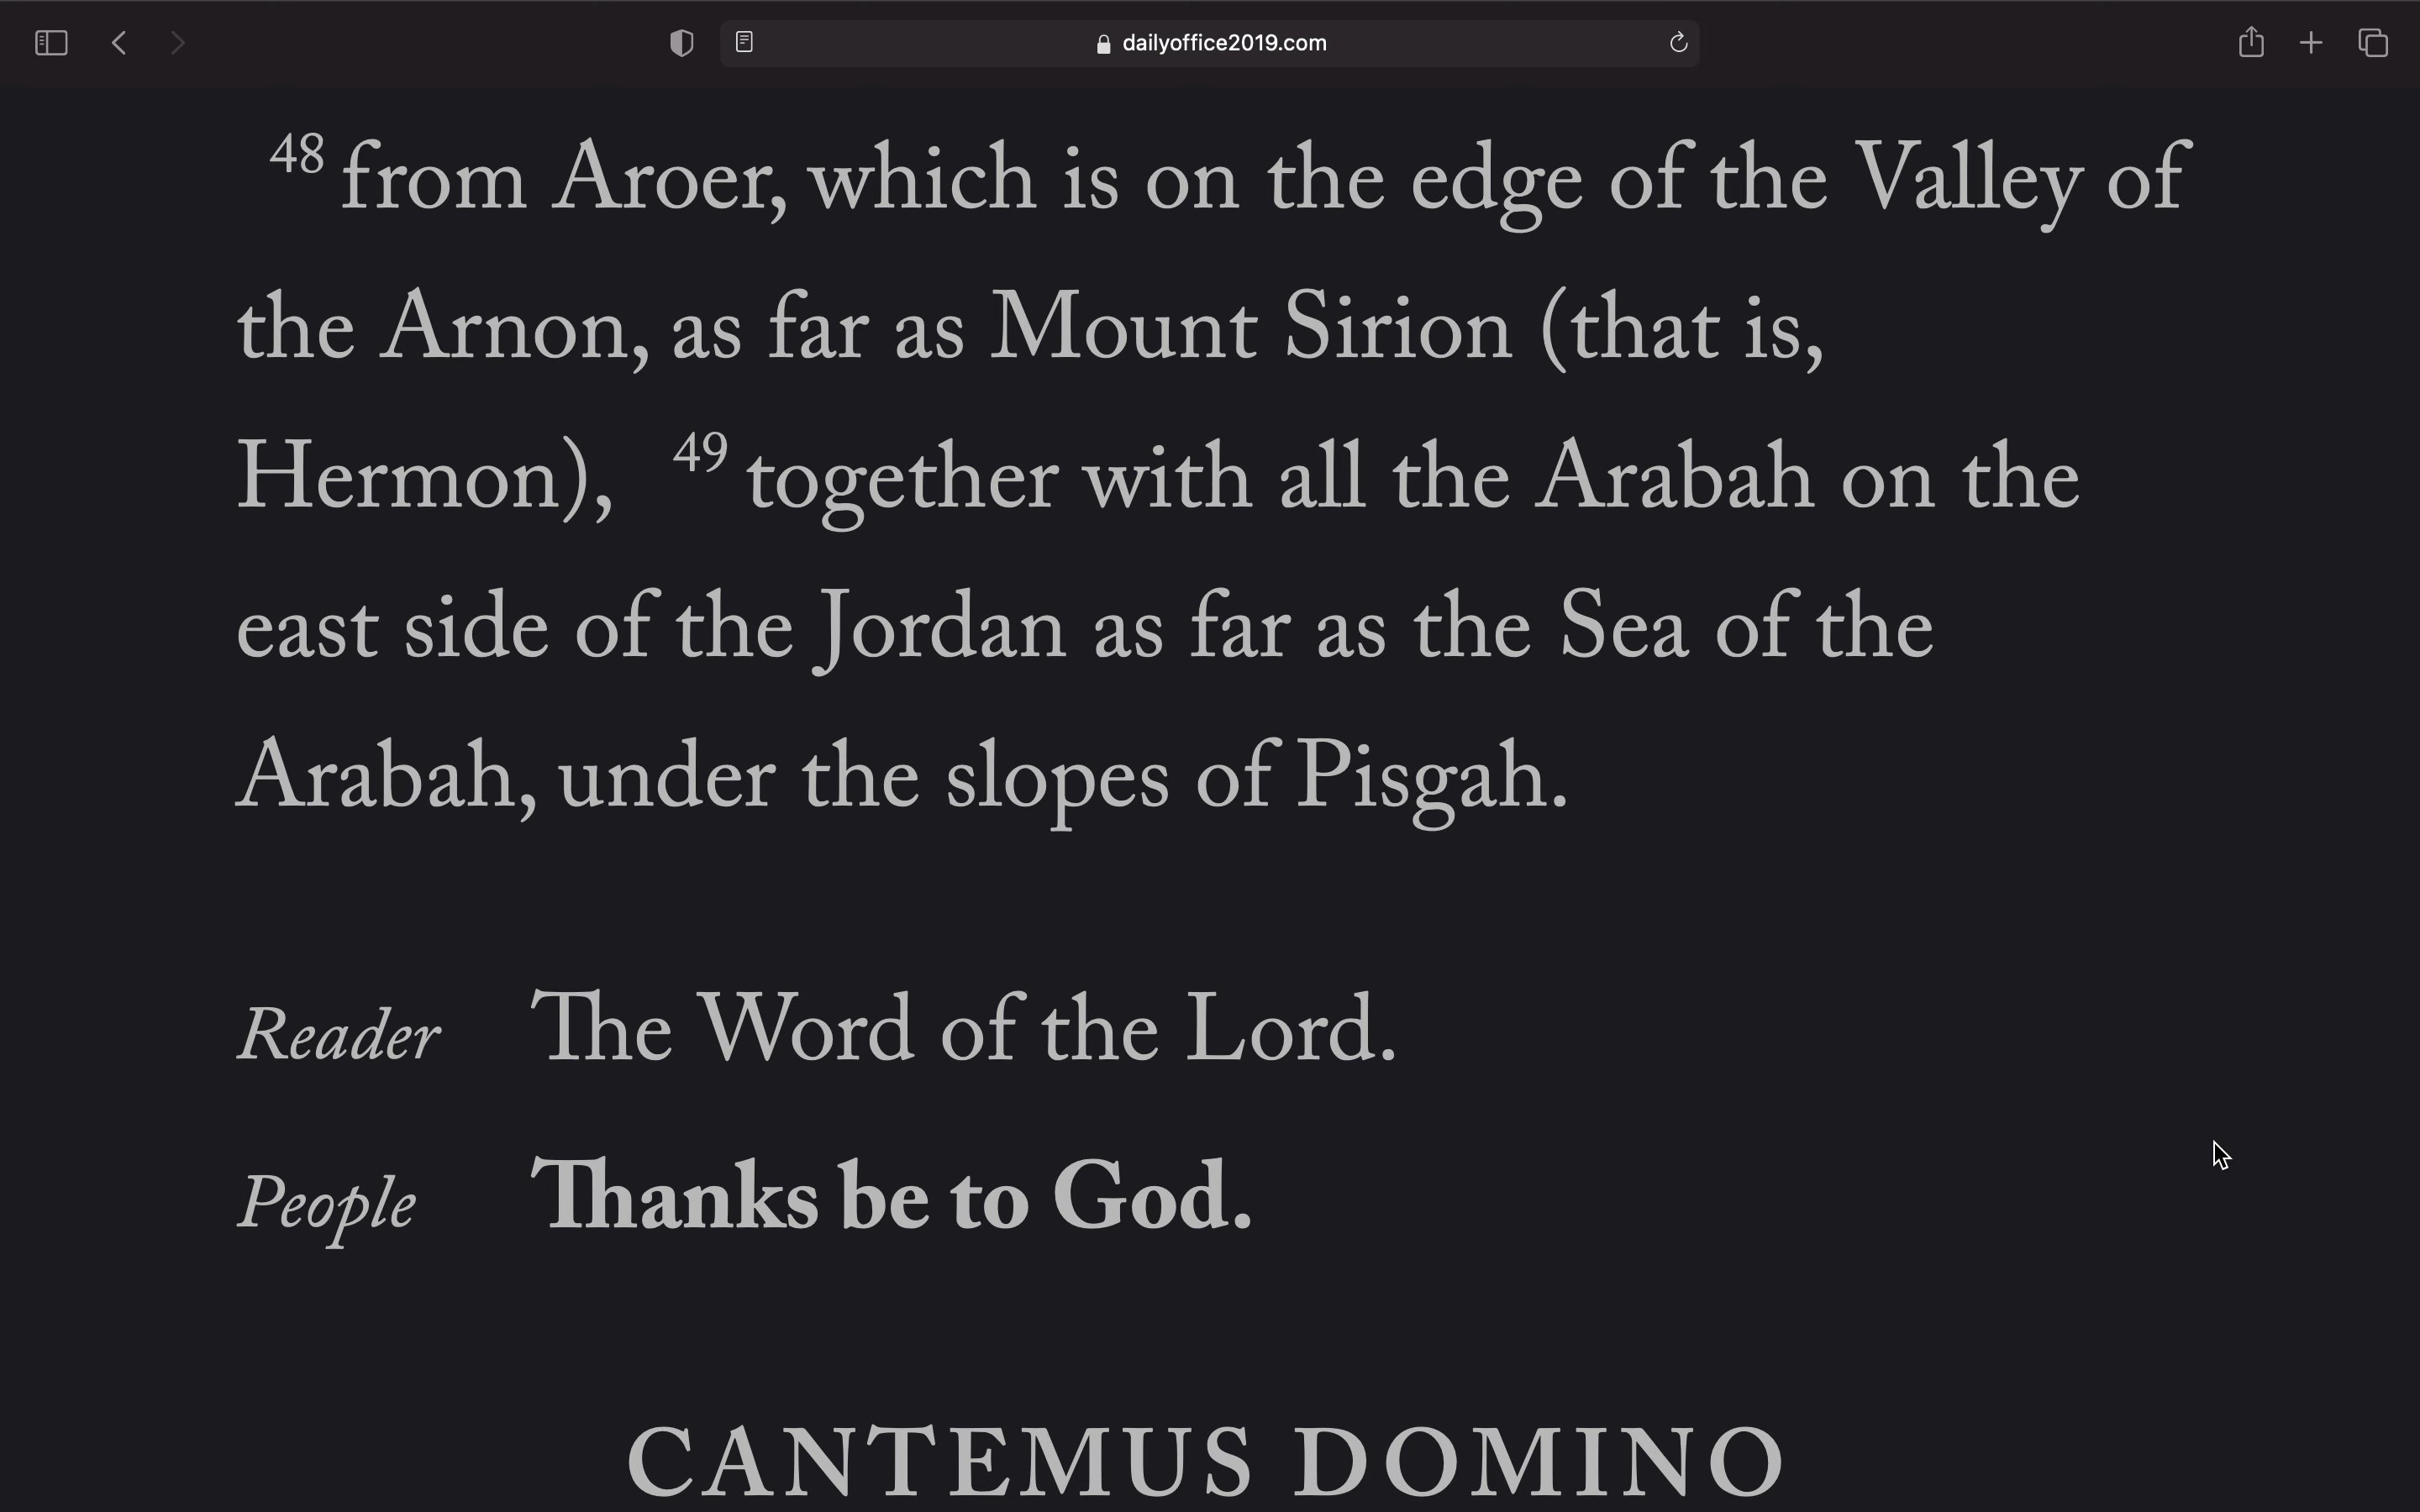 dailyoffice2019.com
48 from Aroer, which is on the edge of the Valley of
the Arnon, as far as Mount Sirion (that is,
Hermon), 49 together with all the Arabah on the
east side of the Jordan as far as the Sea of the
Arabah, under the slopes of Pisgah.
Reader The Word of the Lord.
People Thanks be to God.
CANTEMUS DOMINO